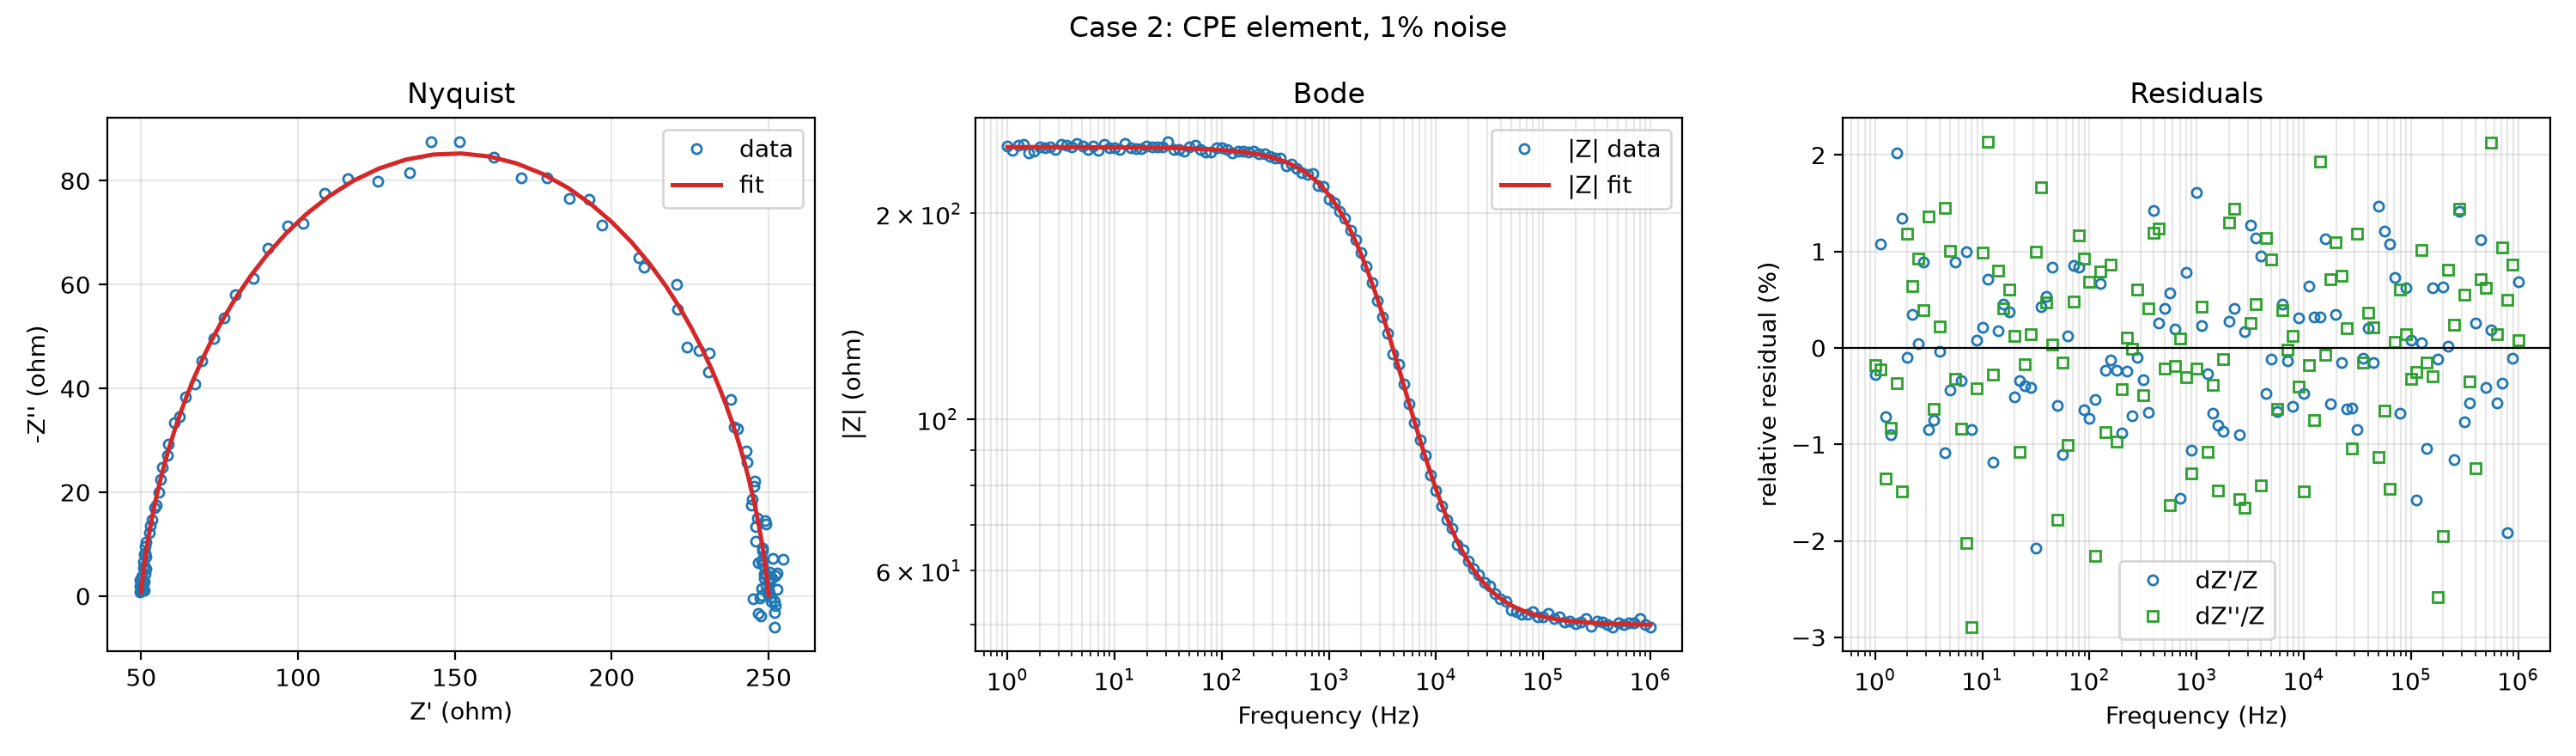 Case 2: CPE element, 1% noise
Nyquist
-Z'' (ohm)
80
60
40
20
0
50 100 150 200 250
Z' (ohm)
data
fit
Bode
|Z| (ohm)
2 × 10²
10²
6 × 10¹
10⁰ 10¹ 10² 10³ 10⁴ 10⁵ 10⁶
Frequency (Hz)
|Z| data
|Z| fit
Residuals
relative residual (%)
2
1
0
−1
−2
−3
10⁰ 10¹ 10² 10³ 10⁴ 10⁵ 10⁶
Frequency (Hz)
dZ'/Z
dZ''/Z